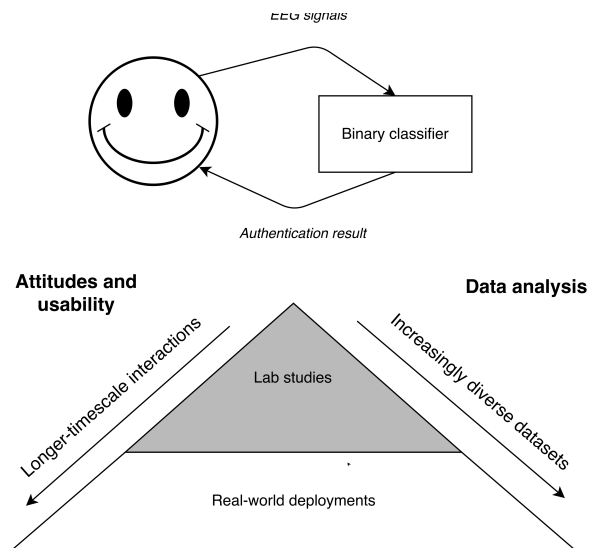 EEG signals
Binary classifier
Authentication result
Attitudes and
usability
Data analysis
Longer-timescale interactions
Increasingly diverse datasets
Lab studies
Real-world deployments